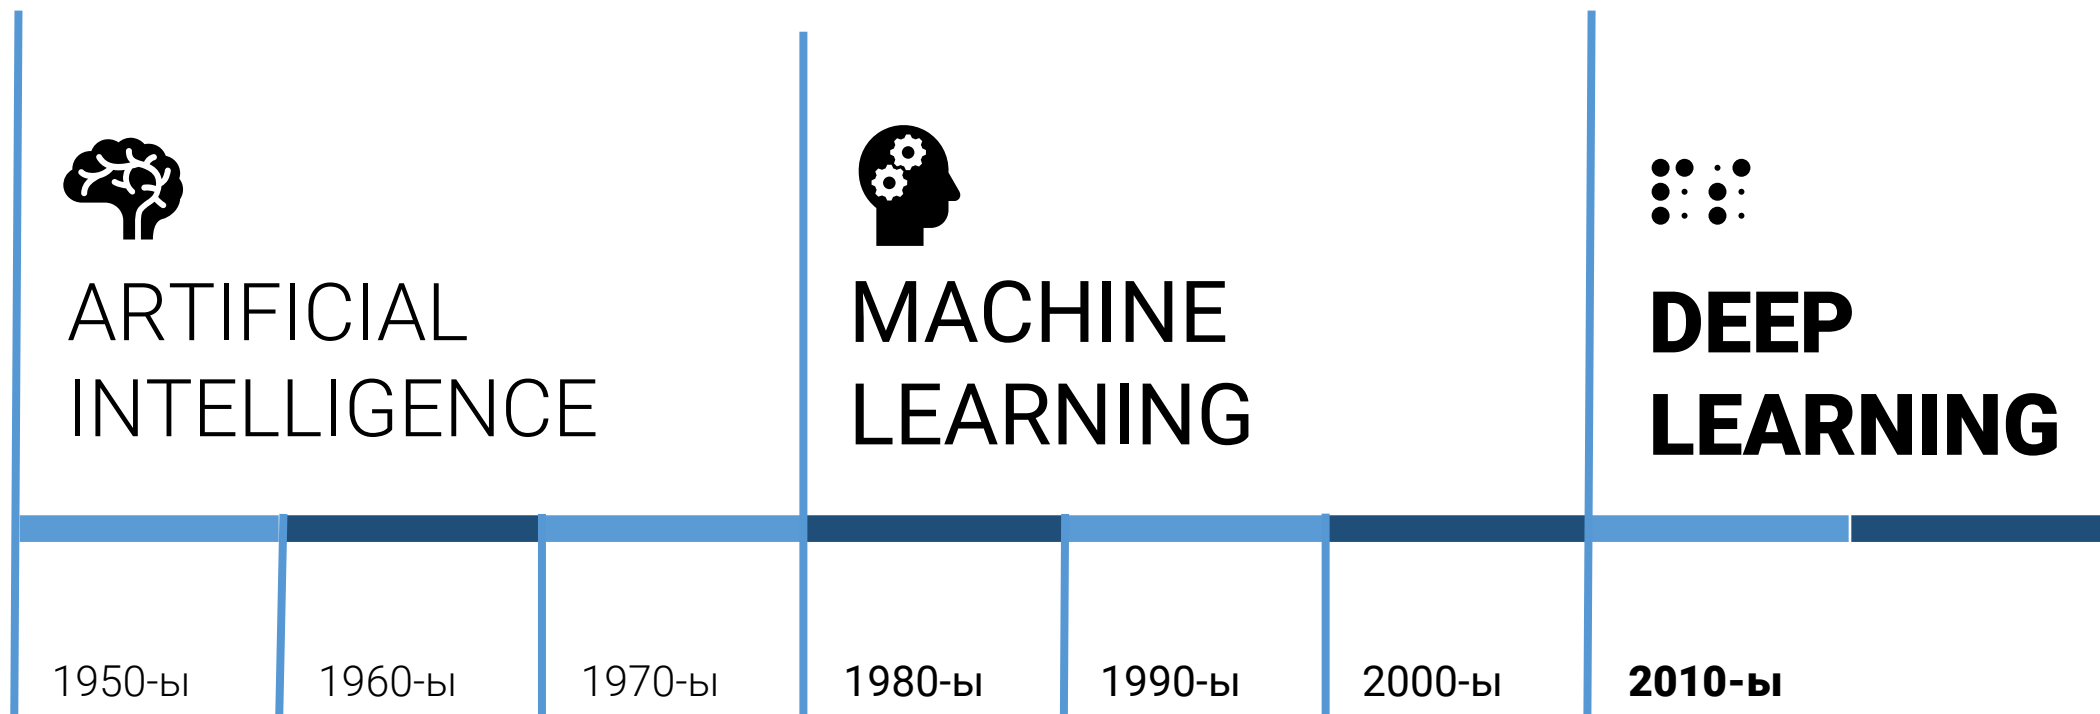 ARTIFICIAL
INTELLIGENCE
MACHINE
LEARNING
DEEP
LEARNING
1950-ы
1960-ы
1970-ы
1980-ы
1990-ы
2000-ы
2010-ы